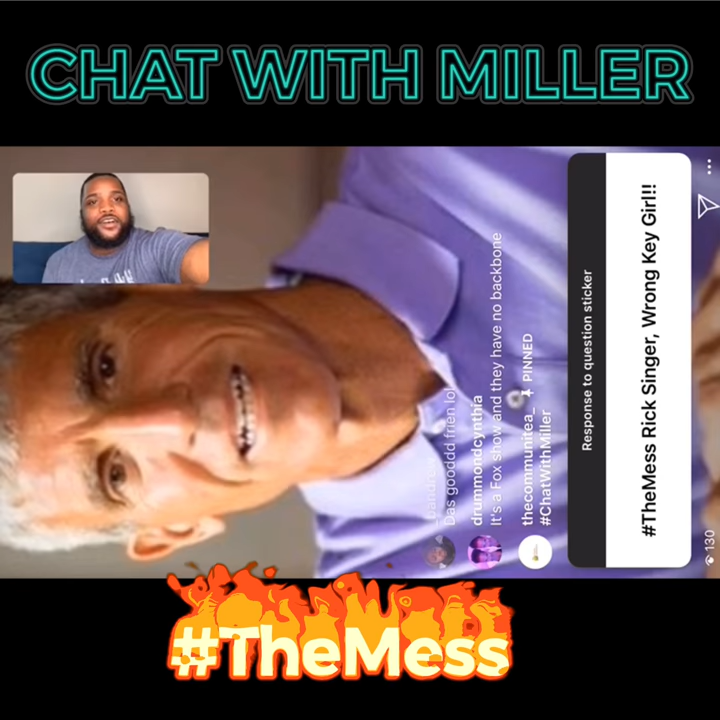 CHAT WITH MILLER
Das gooddd frien lol
drummondcynthia
It's a Fox show and they have no backbone
thecommunitea_ PINNED
#ChatWithMiller
Response to question sticker
#TheMess Rick Singer, Wrong Key Girl!!
130
#TheMess